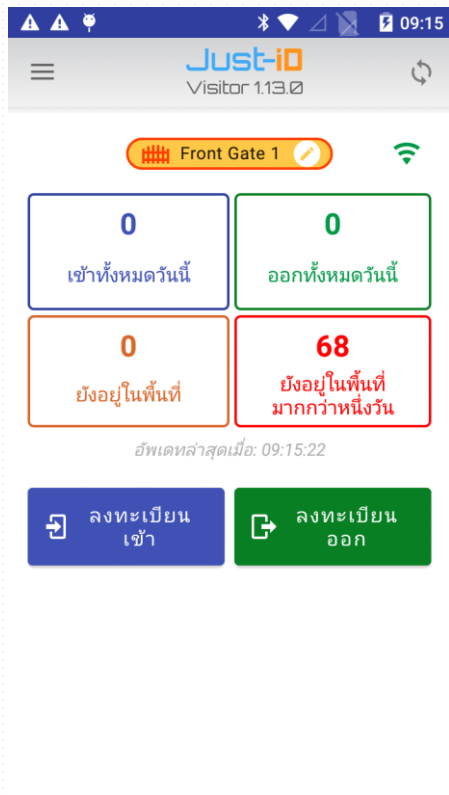 09:15
Just-iD
Visitor 1.13.0
Front Gate 1
0
เข้าทั้งหมดวันนี้
0
ออกทั้งหมดวันนี้
0
ยังอยู่ในพื้นที่
68
ยังอยู่ในพื้นที่
มากกว่าหนึ่งวัน
อัพเดทล่าสุดเมื่อ: 09:15:22
ลงทะเบียน
เข้า
ลงทะเบียน
ออก